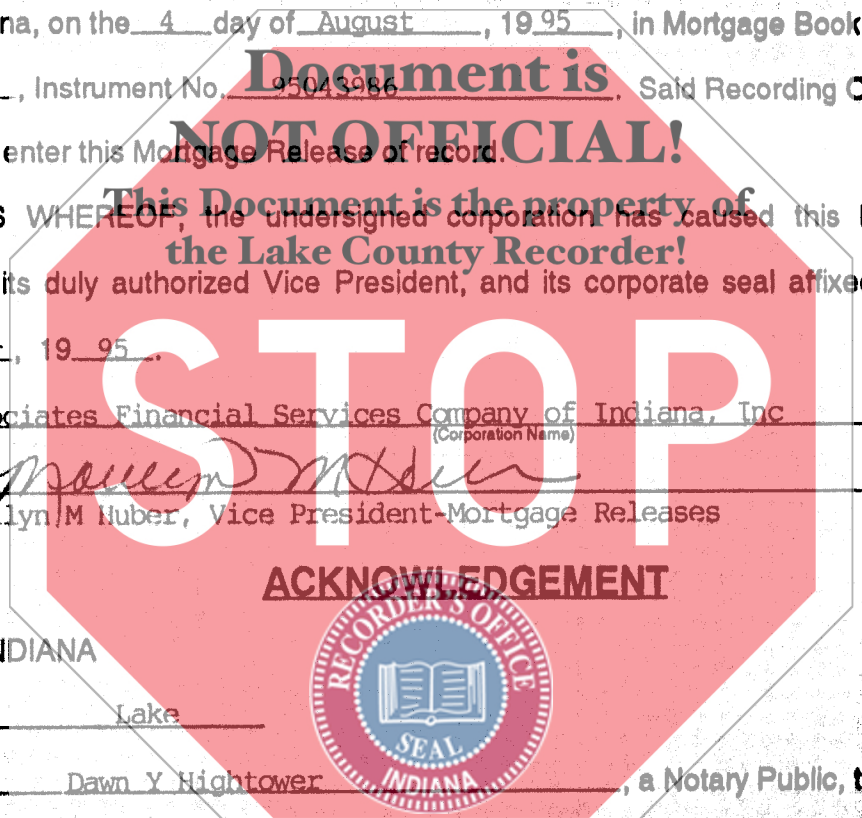 na, on the 4 day of August, 19 95, in Mortgage Book
, Instrument No. 95043986. Said Recording
Document is
enter this Mortgage Release of record.
NOT OFFICIAL!
This Document is the property of
WHEREOF, the undersigned corporation has caused this
the Lake County Recorder!
its duly authorized Vice President, and its corporate seal affixe
, 19 95.
STOP
ciates Financial Services Company of Indiana, Inc
(Corporation Name)
lyn M Huber, Vice President-Mortgage Releases
ACKNOWLEDGEMENT
RECORDER'S OFFICE
NDIANA
Lake
SEAL
INDIANA
Dawn Y Hightower, a Notary Public, t